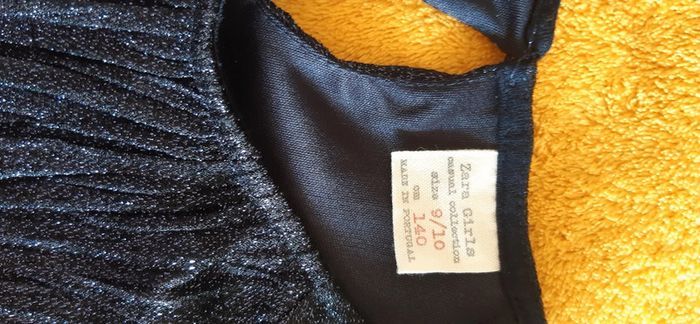 Zara Girls
casual collection
size 9/10
cm 140
MADE IN PORTUGAL